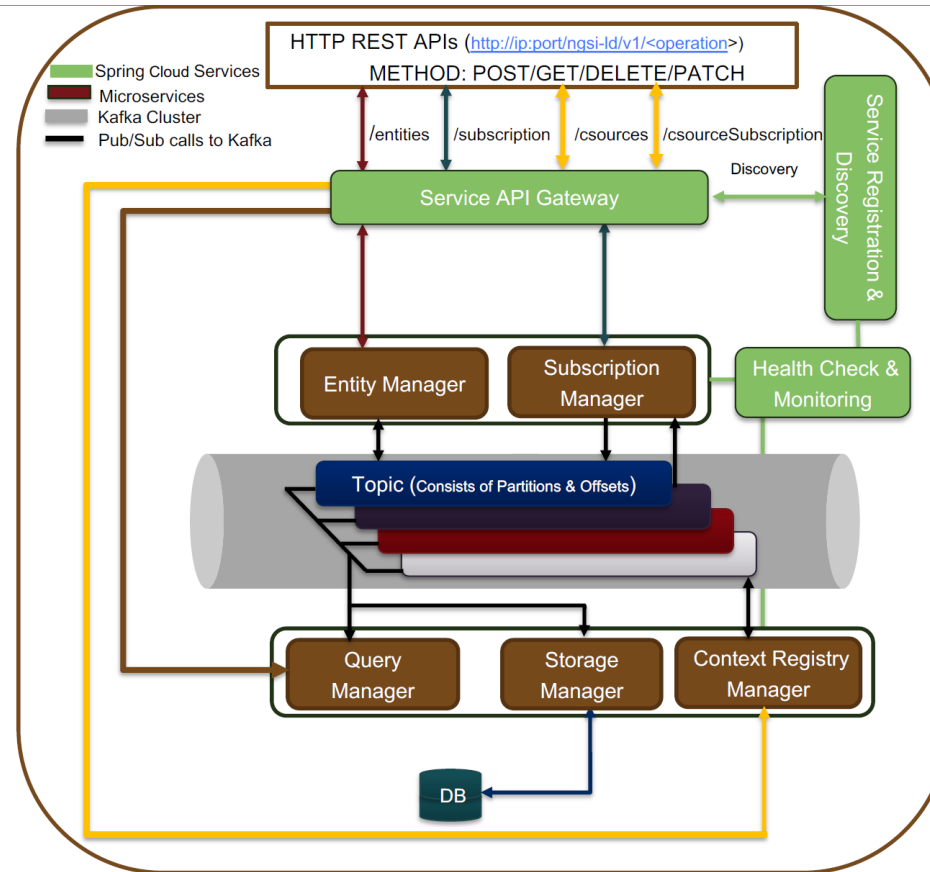 HTTP REST APIs (http://ip:port/ngsi-ld/v1/<operation>)
METHOD: POST/GET/DELETE/PATCH
Spring Cloud Services
Microservices
Kafka Cluster
Pub/Sub calls to Kafka
/entities
/subscription
/csources
/csourceSubscription
Discovery
Service Registration &
Discovery
Service API Gateway
Entity Manager
Subscription
Manager
Health Check &
Monitoring
Topic (Consists of Partitions & Offsets)
Query
Manager
Storage
Manager
Context Registry
Manager
DB